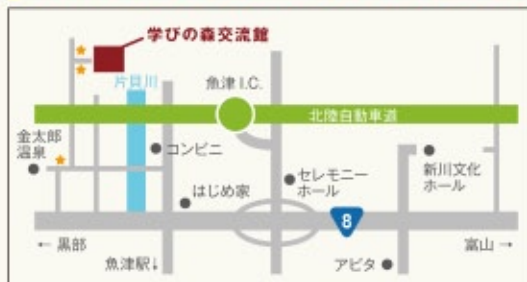 学びの森交流館
片貝川
魚津 I.C.
北陸自動車道
金太郎
温泉
コンビニ
新川文化
ホール
セレモニー
ホール
はじめ家
8
← 黒部
富山 →
魚津駅↓
アピタ